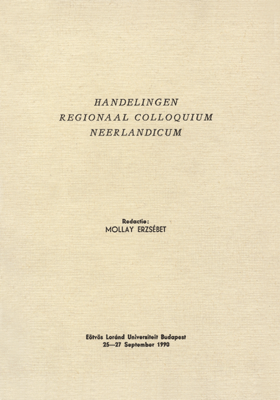 HANDELINGEN
REGIONAAL COLLOQUIUM
NEERLANDICUM
Redactie:
MOLLAY ERZSÉBET
Eötvös Loránd Universiteit Budapest
25—27 September 1990